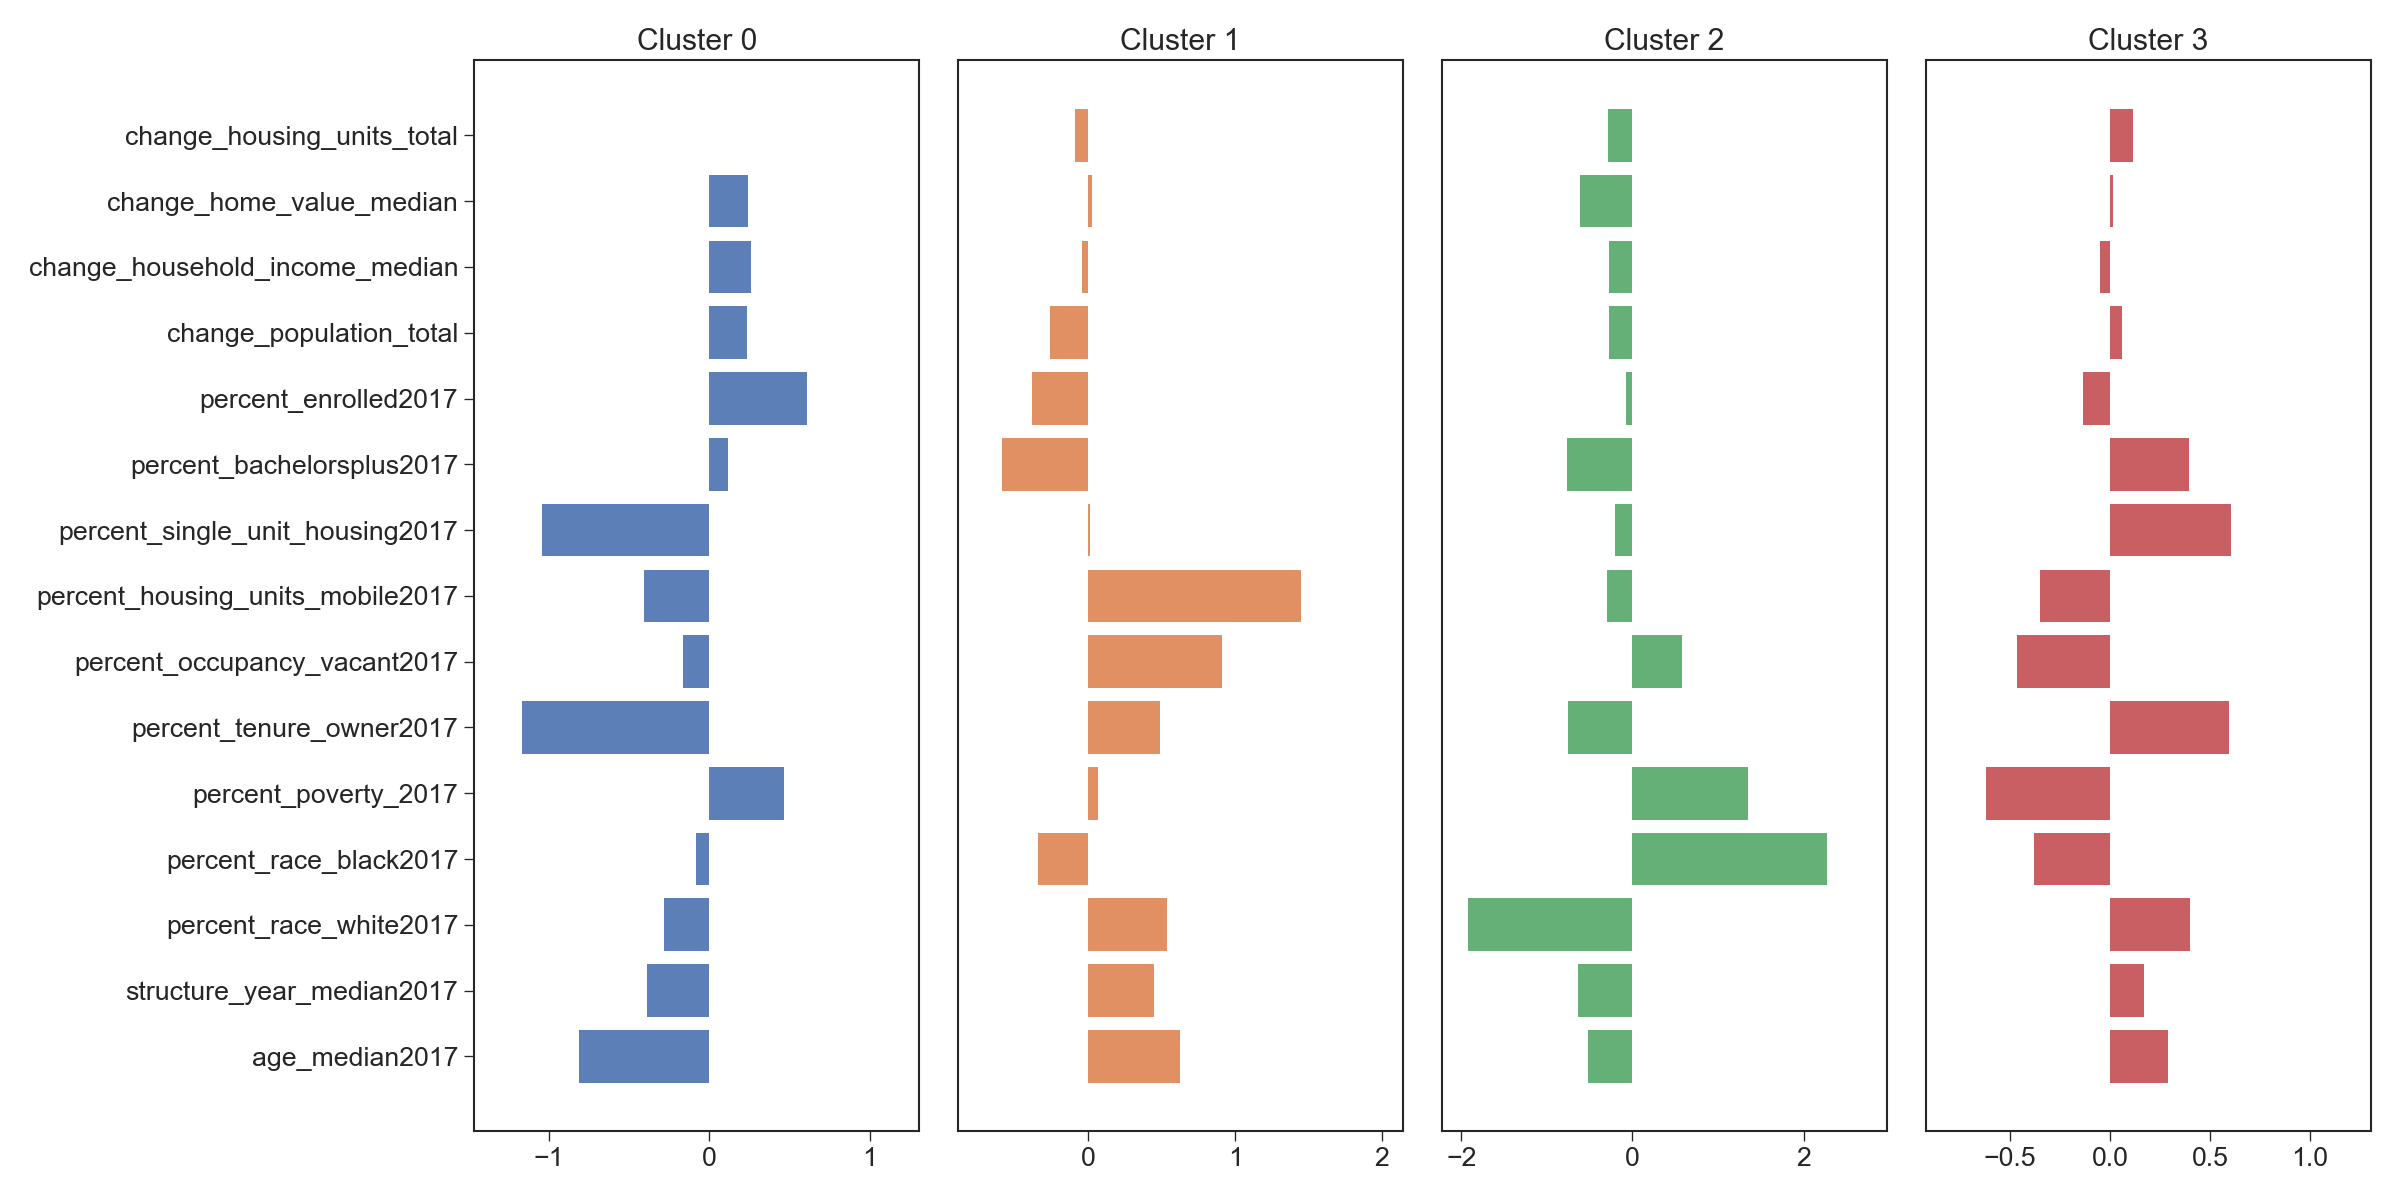 Cluster 0
Cluster 1
Cluster 2
Cluster 3
change_housing_units_total
change_home_value_median
change_household_income_median
change_population_total
percent_enrolled2017
percent_bachelorsplus2017
percent_single_unit_housing2017
percent_housing_units_mobile2017
percent_occupancy_vacant2017
percent_tenure_owner2017
percent_poverty_2017
percent_race_black2017
percent_race_white2017
structure_year_median2017
age_median2017
−1 0 1
0 1 2
−2 0 2
−0.5 0.0 0.5 1.0